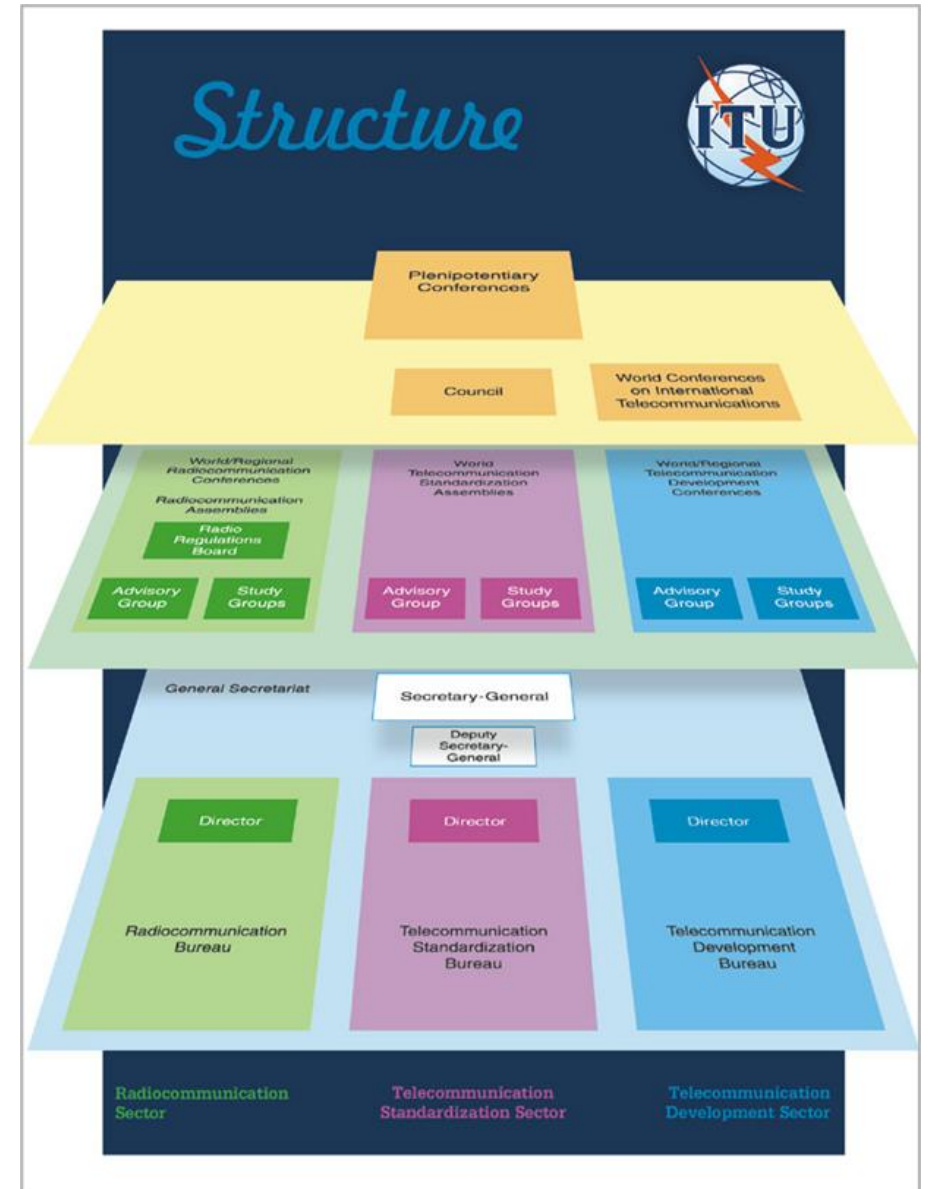 Structure
ITU
Plenipotentiary
Conferences
Council
World Conferences
on International
Telecommunications
World/Regional
Radiocommunication
Conferences
Radiocommunication
Assemblies
Radio
Regulations
Board
Advisory
Group
Study
Groups
World
Telecommunication
Standardization
Assemblies
Advisory
Group
Study
Groups
World/Regional
Telecommunication
Development
Conferences
Advisory
Group
Study
Groups
General Secretariat
Secretary-General
Deputy
Secretary-
General
Director
Radiocommunication
Bureau
Director
Telecommunication
Standardization
Bureau
Director
Telecommunication
Development
Bureau
Radiocommunication
Sector
Telecommunication
Standardization Sector
Telecommunication
Development Sector